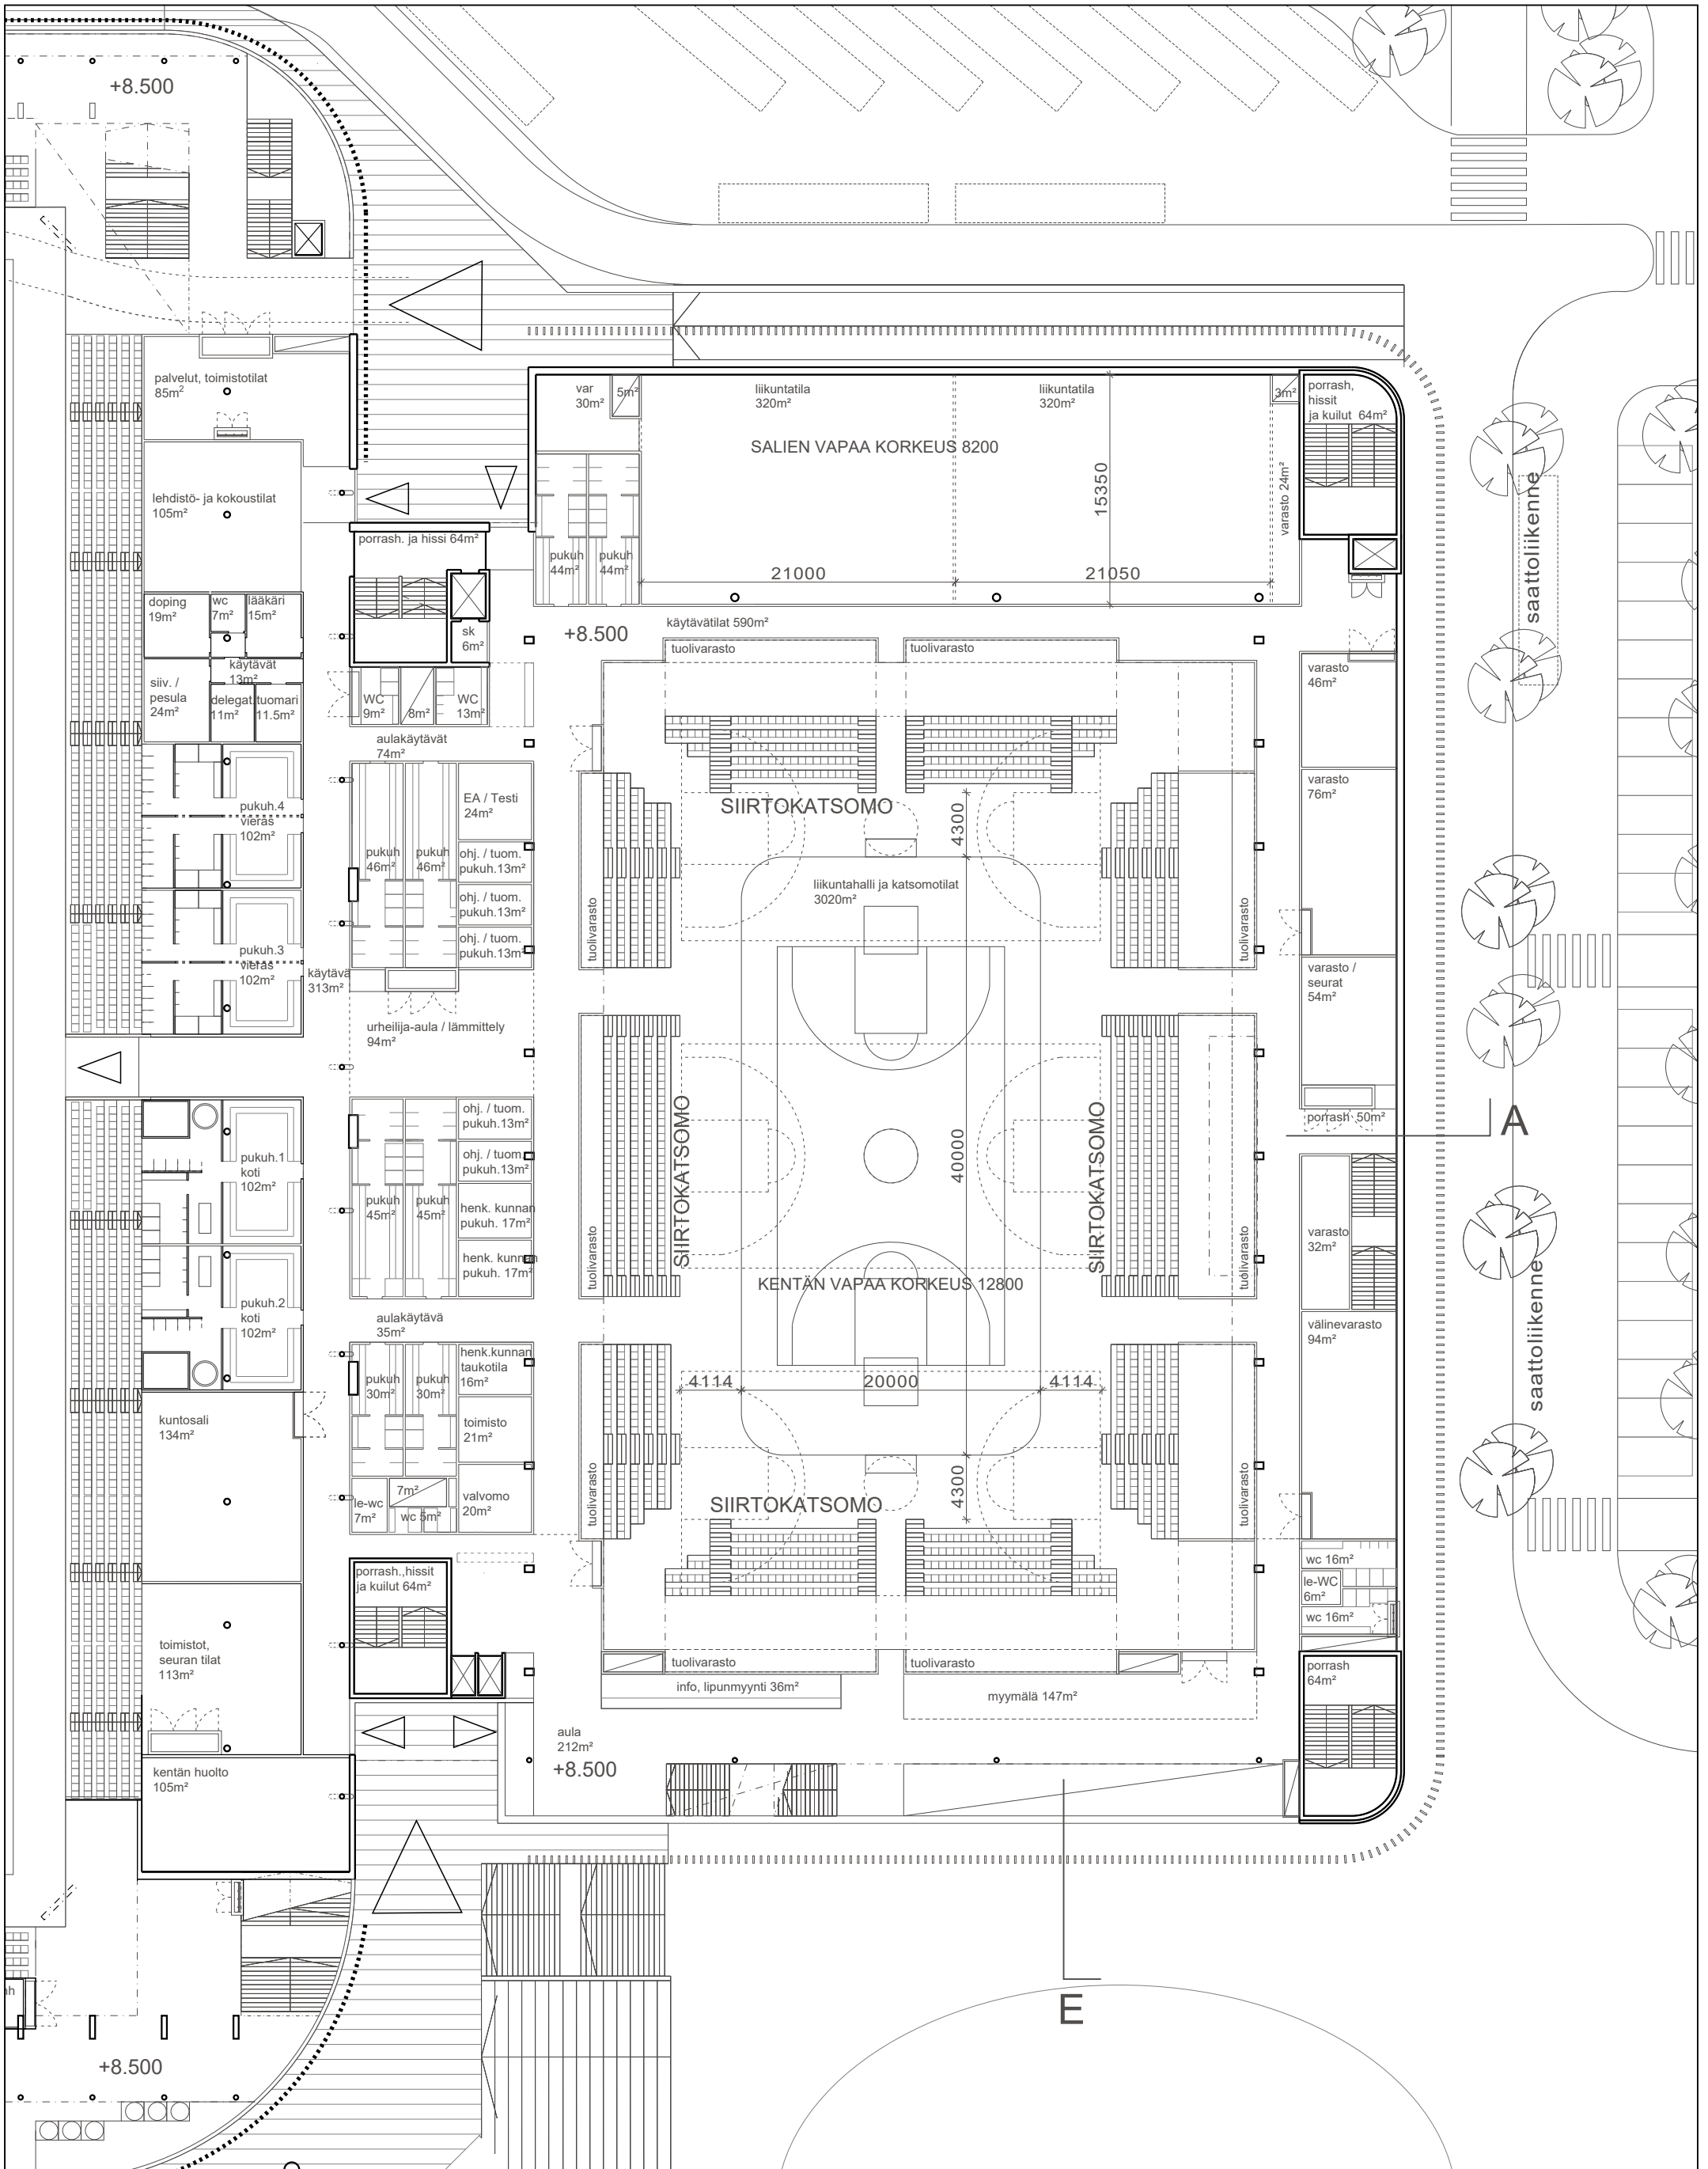 +8.500
palvelut, toimistotilat
85m²
lehdistö- ja kokoustilat
105m²
porrash. ja hissi 64m²
var
30m²
5m²
liikuntatila
320m²
liikuntatila
320m²
3m²
porrash,
hissit
ja kuilut 64m²
SALIEN VAPAA KORKEUS 8200
15350
varasto 24m²
saattoliikenne
pukuh
44m²
pukuh
44m²
21000
21050
doping
19m²
wc
7m²
lääkäri
15m²
käytävät
13m²
siiv. /
pesula
24m²
delegat.
11m²
tuomari
11.5m²
sk
6m²
WC
9m²
8m²
WC
13m²
+8.500
käytävätilat 590m²
tuolivarasto
tuolivarasto
varasto
46m²
aulakäytävät
74m²
varasto
76m²
EA / Testi
24m²
SIIRTOKATSOMO
4300
pukuh.4
vieras
102m²
pukuh
46m²
pukuh
46m²
ohj. / tuom.
pukuh.13m²
ohj. / tuom.
pukuh.13m²
ohj. / tuom.
pukuh.13m²
liikuntahalli ja katsomotilat
3020m²
tuolivarasto
tuolivarasto
pukuh.3
vieras
102m²
käytävä
313m²
varasto /
seurat
54m²
urheilija-aula / lämmittely
94m²
porrash 50m²
A
pukuh.1
koti
102m²
ohj. / tuom.
pukuh.13m²
ohj. / tuom.
pukuh.13m²
pukuh
45m²
pukuh
45m²
henk. kunnan
pukuh. 17m²
henk. kunnan
pukuh. 17m²
SIIRTOKATSOMO
40000
SIIRTOKATSOMO
tuolivarasto
tuolivarasto
varasto
32m²
KENTÄN VAPAA KORKEUS 12800
saattoliikenne
pukuh.2
koti
102m²
aulakäytävä
35m²
välinevarasto
94m²
henk.kunnan
taukotila
16m²
pukuh
30m²
pukuh
30m²
4114
20000
4114
kuntosali
134m²
toimisto
21m²
tuolivarasto
4300
tuolivarasto
le-wc
7m²
7m²
wc 5m²
valvomo
20m²
SIIRTOKATSOMO
wc 16m²
le-WC
6m²
wc 16m²
porrash.,hissit
ja kuilut 64m²
toimistot,
seuran tilat
113m²
tuolivarasto
tuolivarasto
porrash
64m²
info, lipunmyynti 36m²
myymälä 147m²
aula
212m²
+8.500
kentän huolto
105m²
E
+8.500